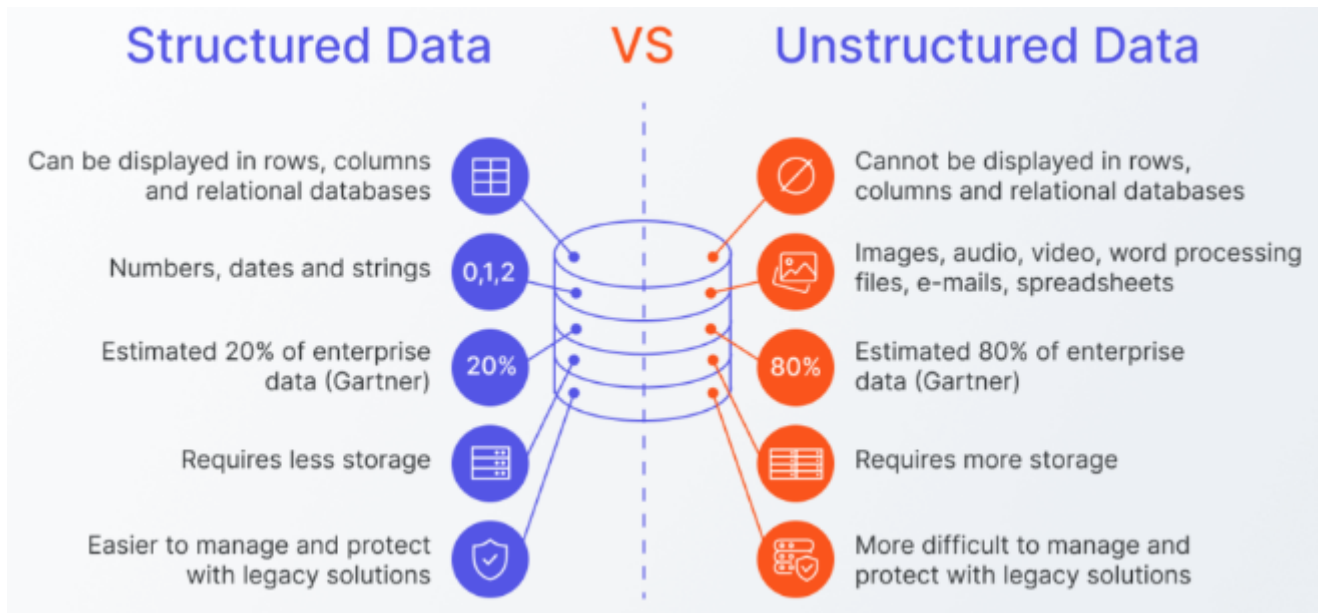 Structured Data VS Unstructured Data
Can be displayed in rows, columns
and relational databases
Cannot be displayed in rows,
columns and relational databases
Numbers, dates and strings
0,1,2
Images, audio, video, word processing
files, e-mails, spreadsheets
Estimated 20% of enterprise
data (Gartner)
20%
80%
Estimated 80% of enterprise
data (Gartner)
Requires less storage
Requires more storage
Easier to manage and protect
with legacy solutions
More difficult to manage and
protect with legacy solutions